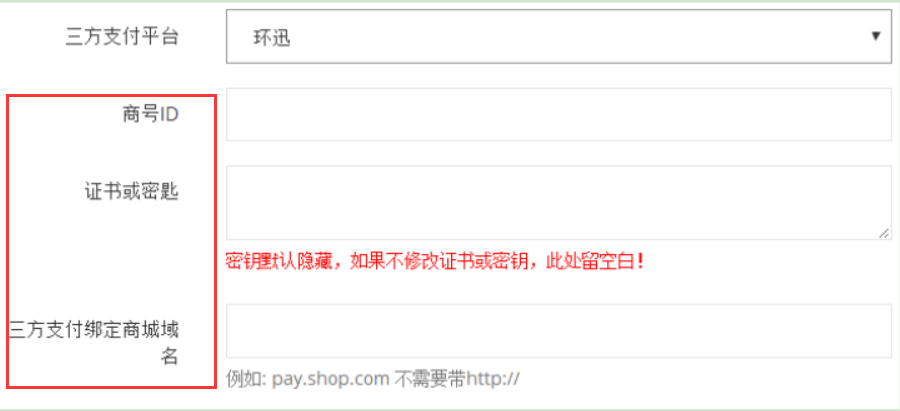 三方支付平台
环迅
商号ID
证书或密匙
密钥默认隐藏，如果不修改证书或密钥，此处留空白！
三方支付绑定商城域
名
例如: pay.shop.com 不需要带http://